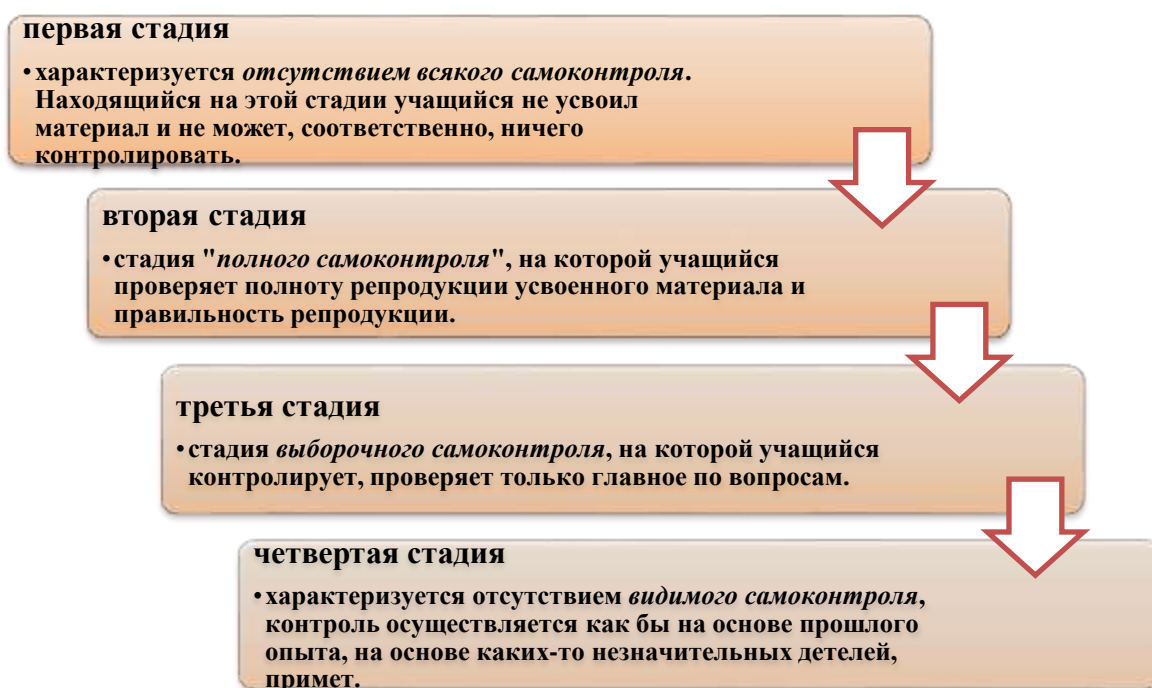 первая стадия
•характеризуется отсутствием всякого самоконтроля.
Находящийся на этой стадии учащийся не усвоил
материал и не может, соответственно, ничего
контролировать.
вторая стадия
•стадия "полного самоконтроля", на которой учащийся
проверяет полноту репродукции усвоенного материала и
правильность репродукции.
третья стадия
•стадия выборочного самоконтроля, на которой учащийся
контролирует, проверяет только главное по вопросам.
четвертая стадия
•характеризуется отсутствием видимого самоконтроля,
контроль осуществляется как бы на основе прошлого
опыта, на основе каких-то незначительных детелей,
примет.